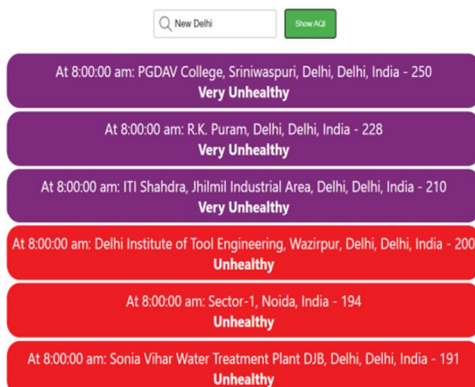 New Delhi
Show AQI
At 8:00:00 am: PGDAV College, Sriniwaspuri, Delhi, Delhi, India - 250
Very Unhealthy
At 8:00:00 am: R.K. Puram, Delhi, Delhi, India - 228
Very Unhealthy
At 8:00:00 am: ITI Shahdra, Jhilmil Industrial Area, Delhi, Delhi, India - 210
Very Unhealthy
At 8:00:00 am: Delhi Institute of Tool Engineering, Wazirpur, Delhi, Delhi, India - 200
Unhealthy
At 8:00:00 am: Sector-1, Noida, India - 194
Unhealthy
At 8:00:00 am: Sonia Vihar Water Treatment Plant DJB, Delhi, Delhi, India - 191
Unhealthy